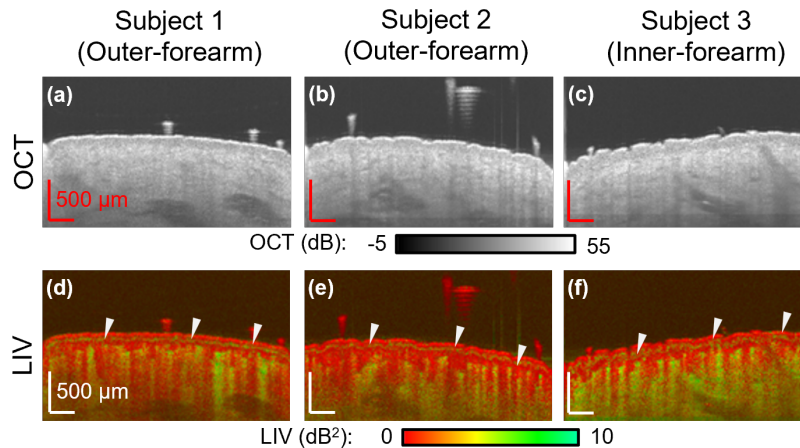 Subject 1
(Outer-forearm)
Subject 2
(Outer-forearm)
Subject 3
(Inner-forearm)
OCT
(a)
500 µm
(b)
(c)
OCT (dB): -5 55
LIV
(d)
500 µm
(e)
(f)
LIV (dB²): 0 10